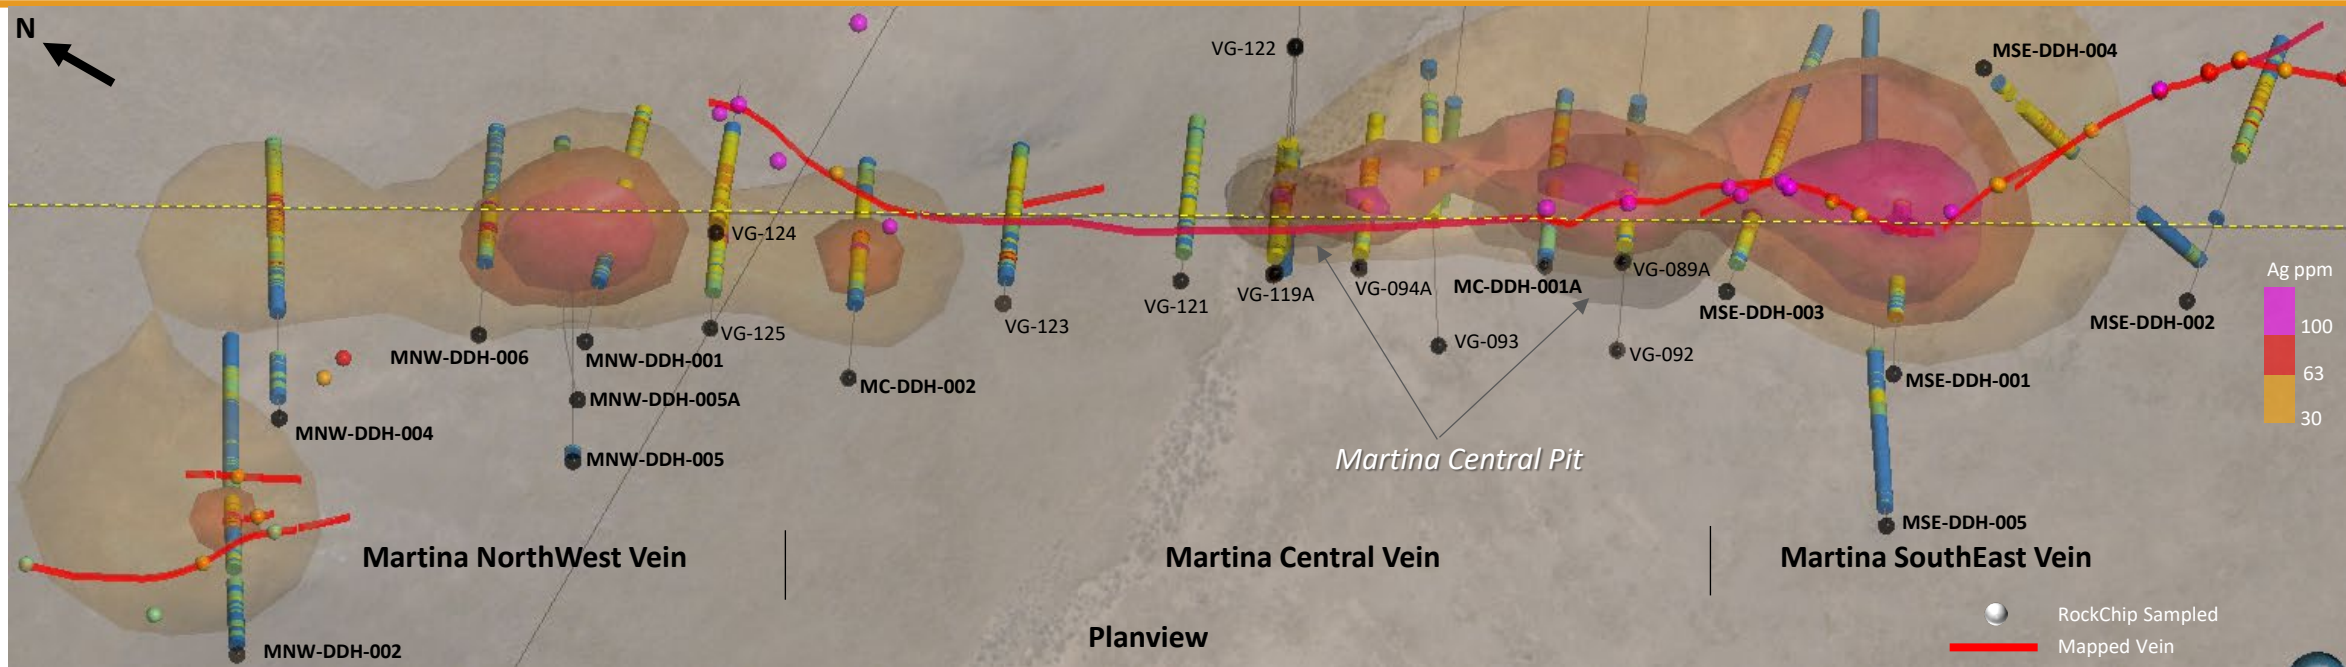 N
VG-122
MSE-DDH-004
VG-124
Ag ppm
VG-089A
VG-119A
VG-094A
MC-DDH-001A
VG-121
MSE-DDH-003
MSE-DDH-002
100
VG-123
VG-125
VG-093
VG-092
MNW-DDH-006
MNW-DDH-001
63
MC-DDH-002
MSE-DDH-001
MNW-DDH-005A
30
MNW-DDH-004
MNW-DDH-005
Martina Central Pit
MSE-DDH-005
Martina NorthWest Vein
Martina Central Vein
Martina SouthEast Vein
RockChip Sampled
Planview
Mapped Vein
MNW-DDH-002